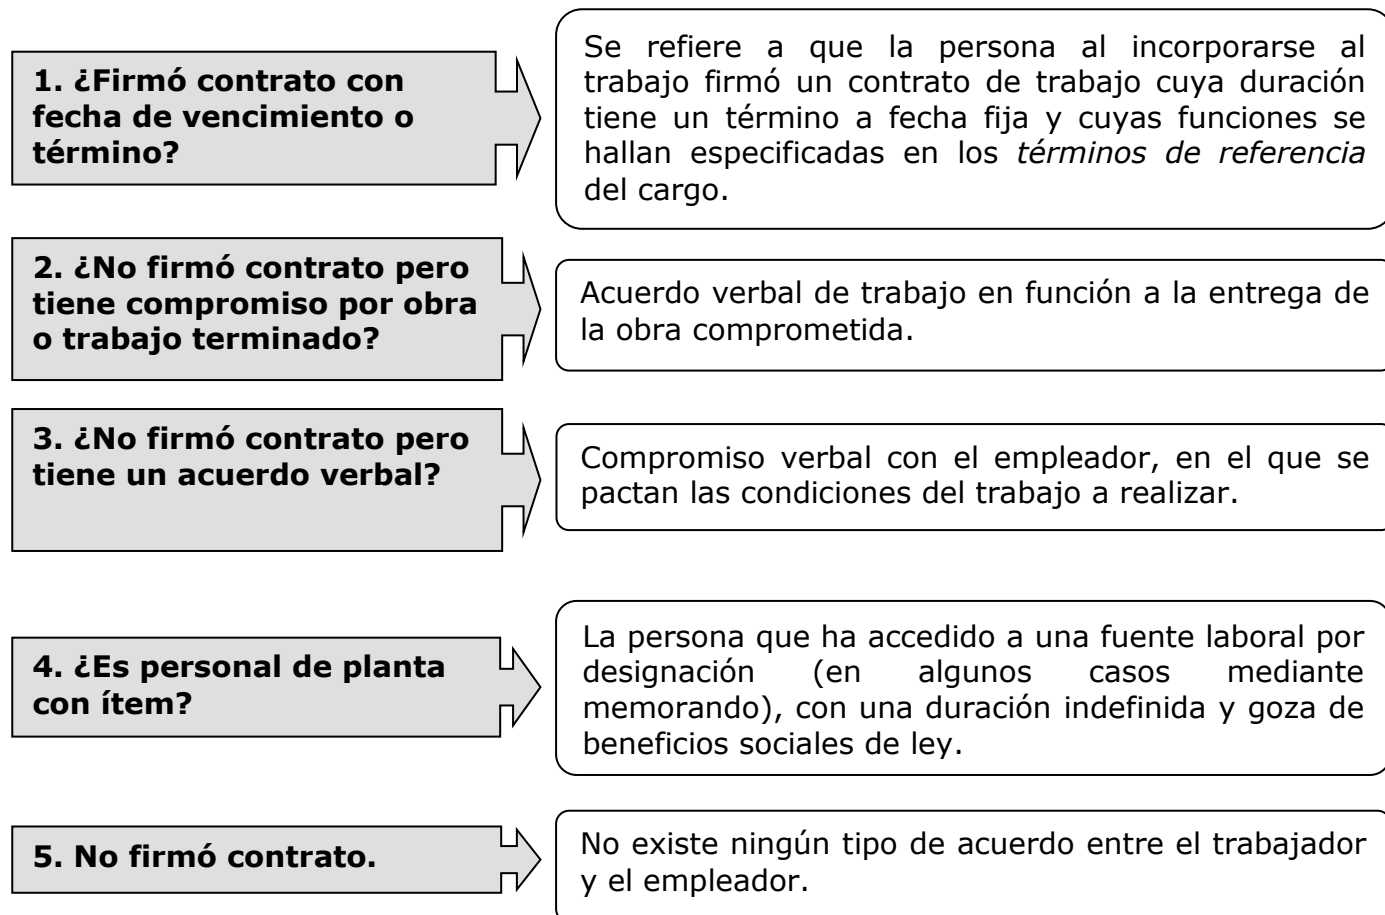 1. ¿Firmó contrato con
fecha de vencimiento o
término?
Se refiere a que la persona al incorporarse al
trabajo firmó un contrato de trabajo cuya duración
tiene un término a fecha fija y cuyas funciones se
hallan especificadas en los términos de referencia
del cargo.
2. ¿No firmó contrato pero
tiene compromiso por obra
o trabajo terminado?
Acuerdo verbal de trabajo en función a la entrega de
la obra comprometida.
3. ¿No firmó contrato pero
tiene un acuerdo verbal?
Compromiso verbal con el empleador, en el que se
pactan las condiciones del trabajo a realizar.
4. ¿Es personal de planta
con ítem?
La persona que ha accedido a una fuente laboral por
designación (en algunos casos mediante
memorando), con una duración indefinida y goza de
beneficios sociales de ley.
5. No firmó contrato.
No existe ningún tipo de acuerdo entre el trabajador
y el empleador.